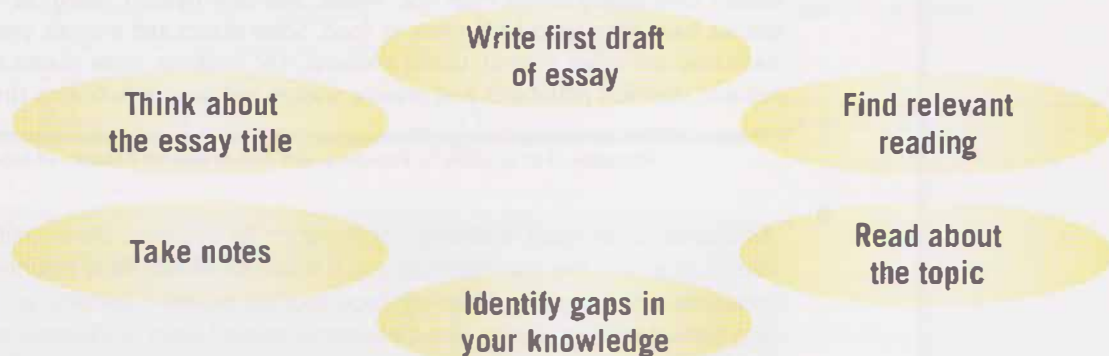 Write first draft
of essay
Think about
the essay title
Find relevant
reading
Take notes
Read about
the topic
Identify gaps in
your knowledge